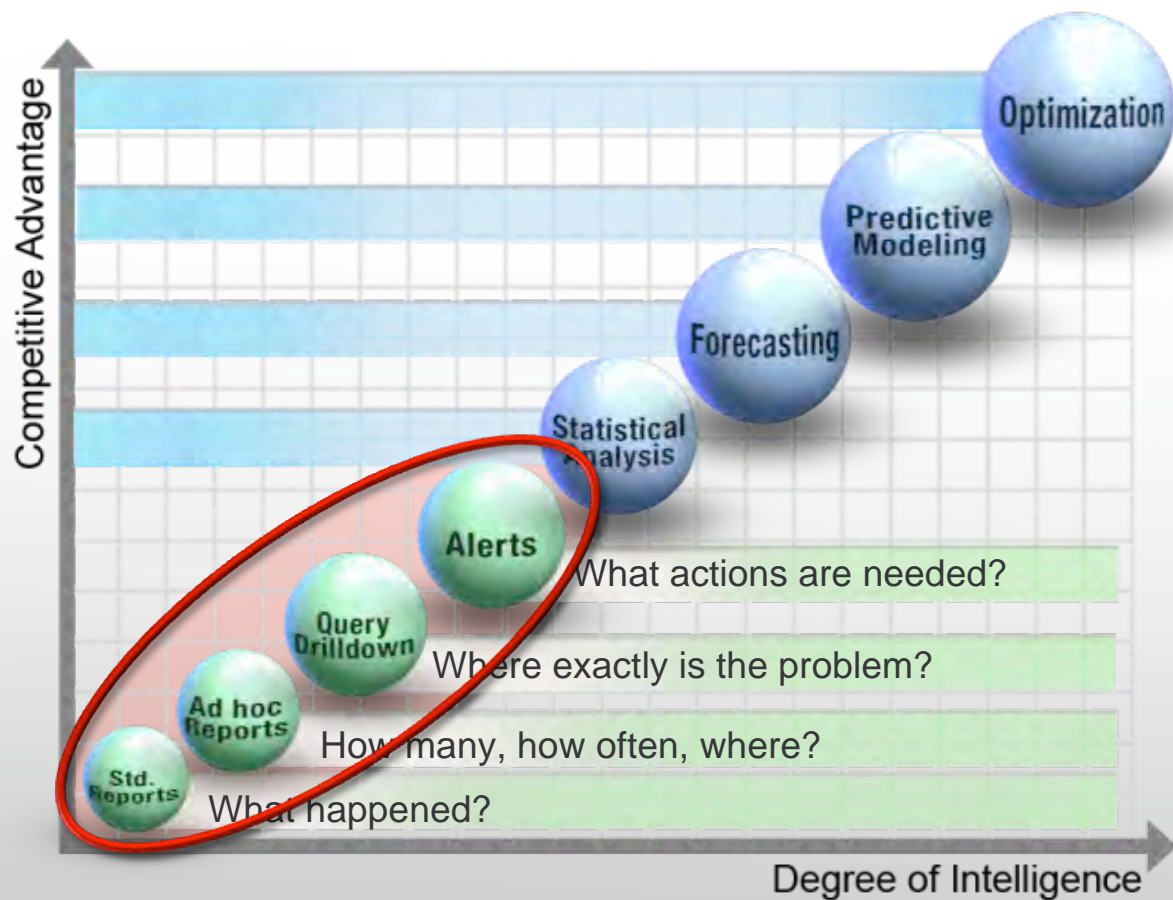 Competitive Advantage
Optimization
Predictive
Modeling
Forecasting
Statistical
Analysis
Alerts
What actions are needed?
Query
Drilldown
Where exactly is the problem?
Ad hoc
Reports
How many, how often, where?
Std.
Reports
What happened?
Degree of Intelligence